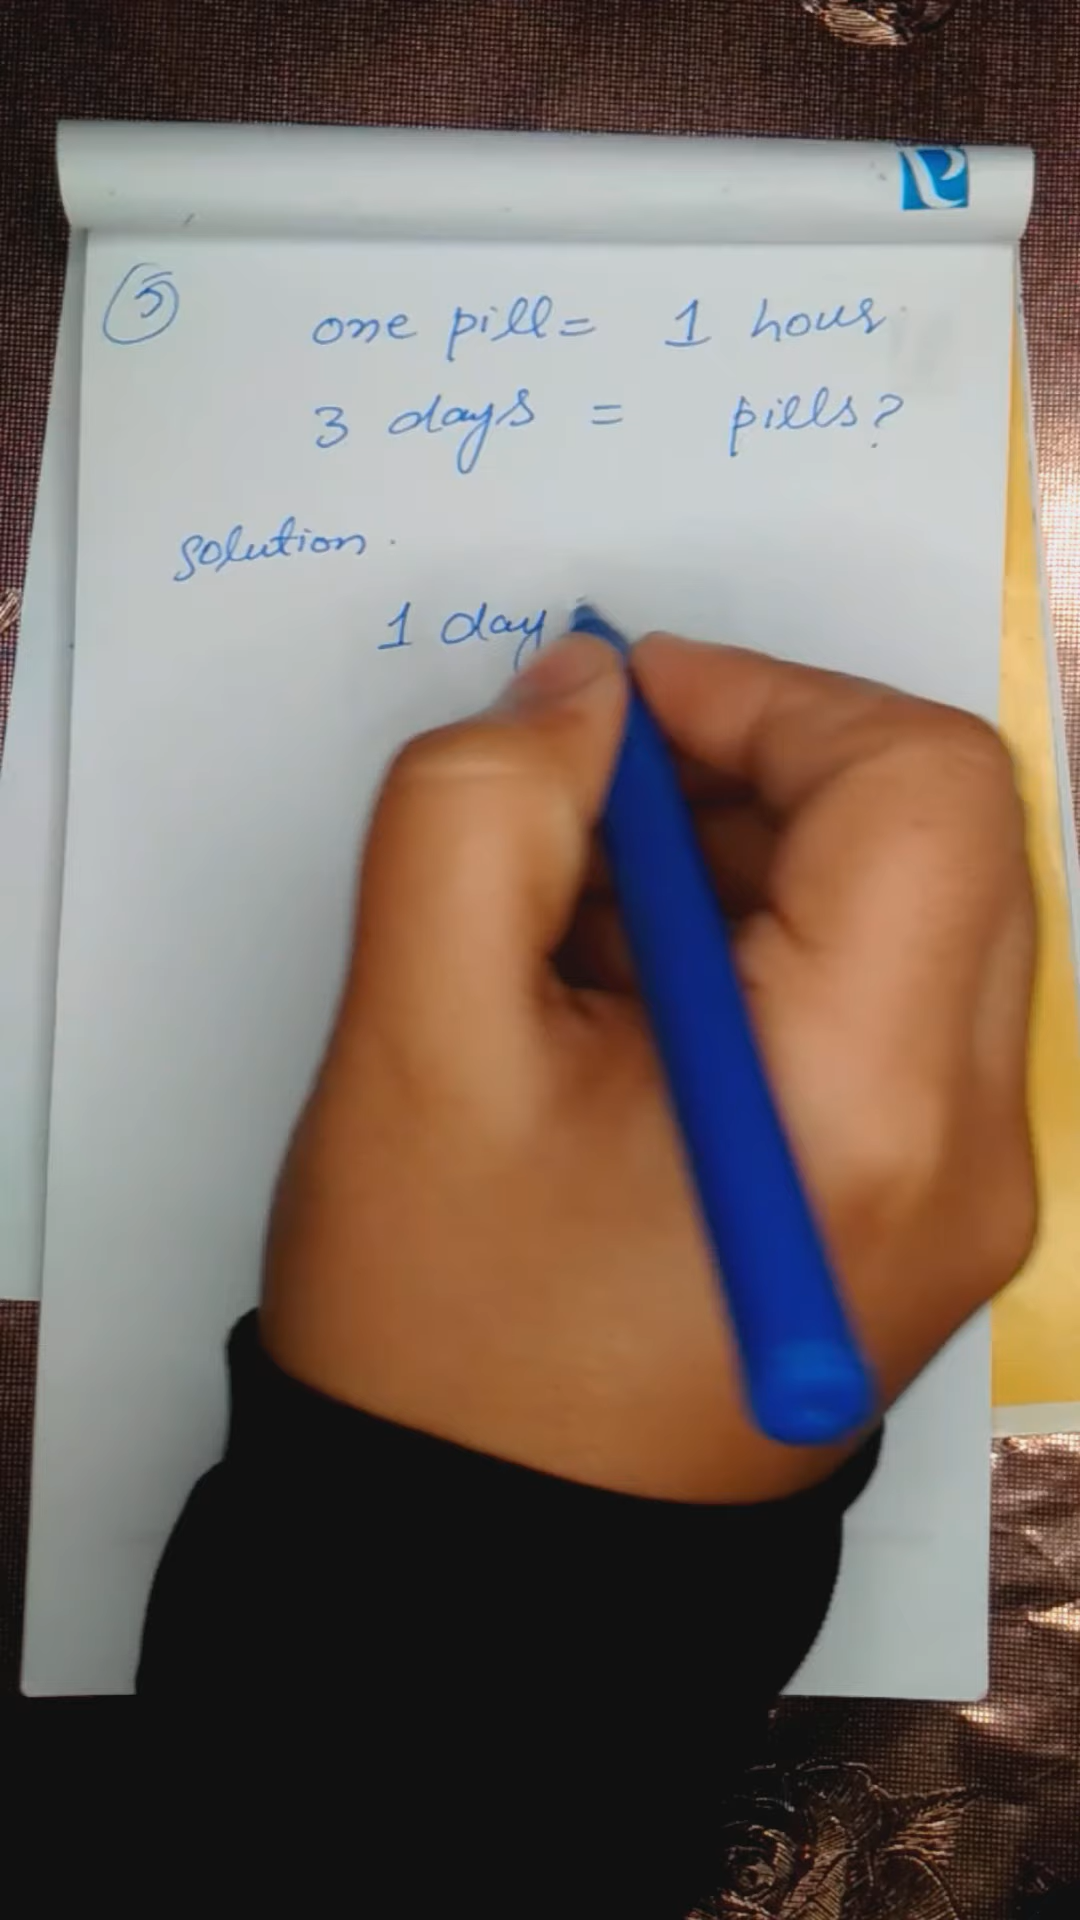 5 one pill = 1 hour
3 days = pills?
solution.
1 day